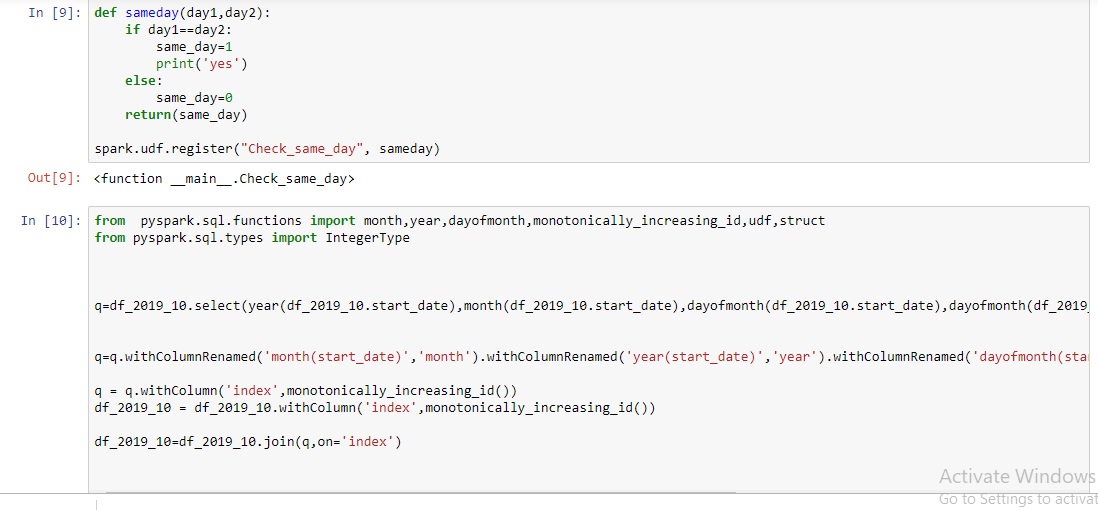 In [9]: def sameday(day1,day2):
if day1==day2:
same_day=1
print('yes')
else:
same_day=0
return(same_day)
spark.udf.register("Check_same_day", sameday)
Out[9]: <function __main__.Check_same_day>
In [10]: from  pyspark.sql.functions import month,year,dayofmonth,monotonically_increasing_id,udf,struct
from pyspark.sql.types import IntegerType
q=df_2019_10.select(year(df_2019_10.start_date),month(df_2019_10.start_date),dayofmonth(df_2019_10.start_date),dayofmonth(df_2019_
q=q.withColumnRenamed('month(start_date)','month').withColumnRenamed('year(start_date)','year').withColumnRenamed('dayofmonth(sta
q = q.withColumn('index',monotonically_increasing_id())
df_2019_10 = df_2019_10.withColumn('index',monotonically_increasing_id())
df_2019_10=df_2019_10.join(q,on='index')
Activate Windows
Go to Settings to activat